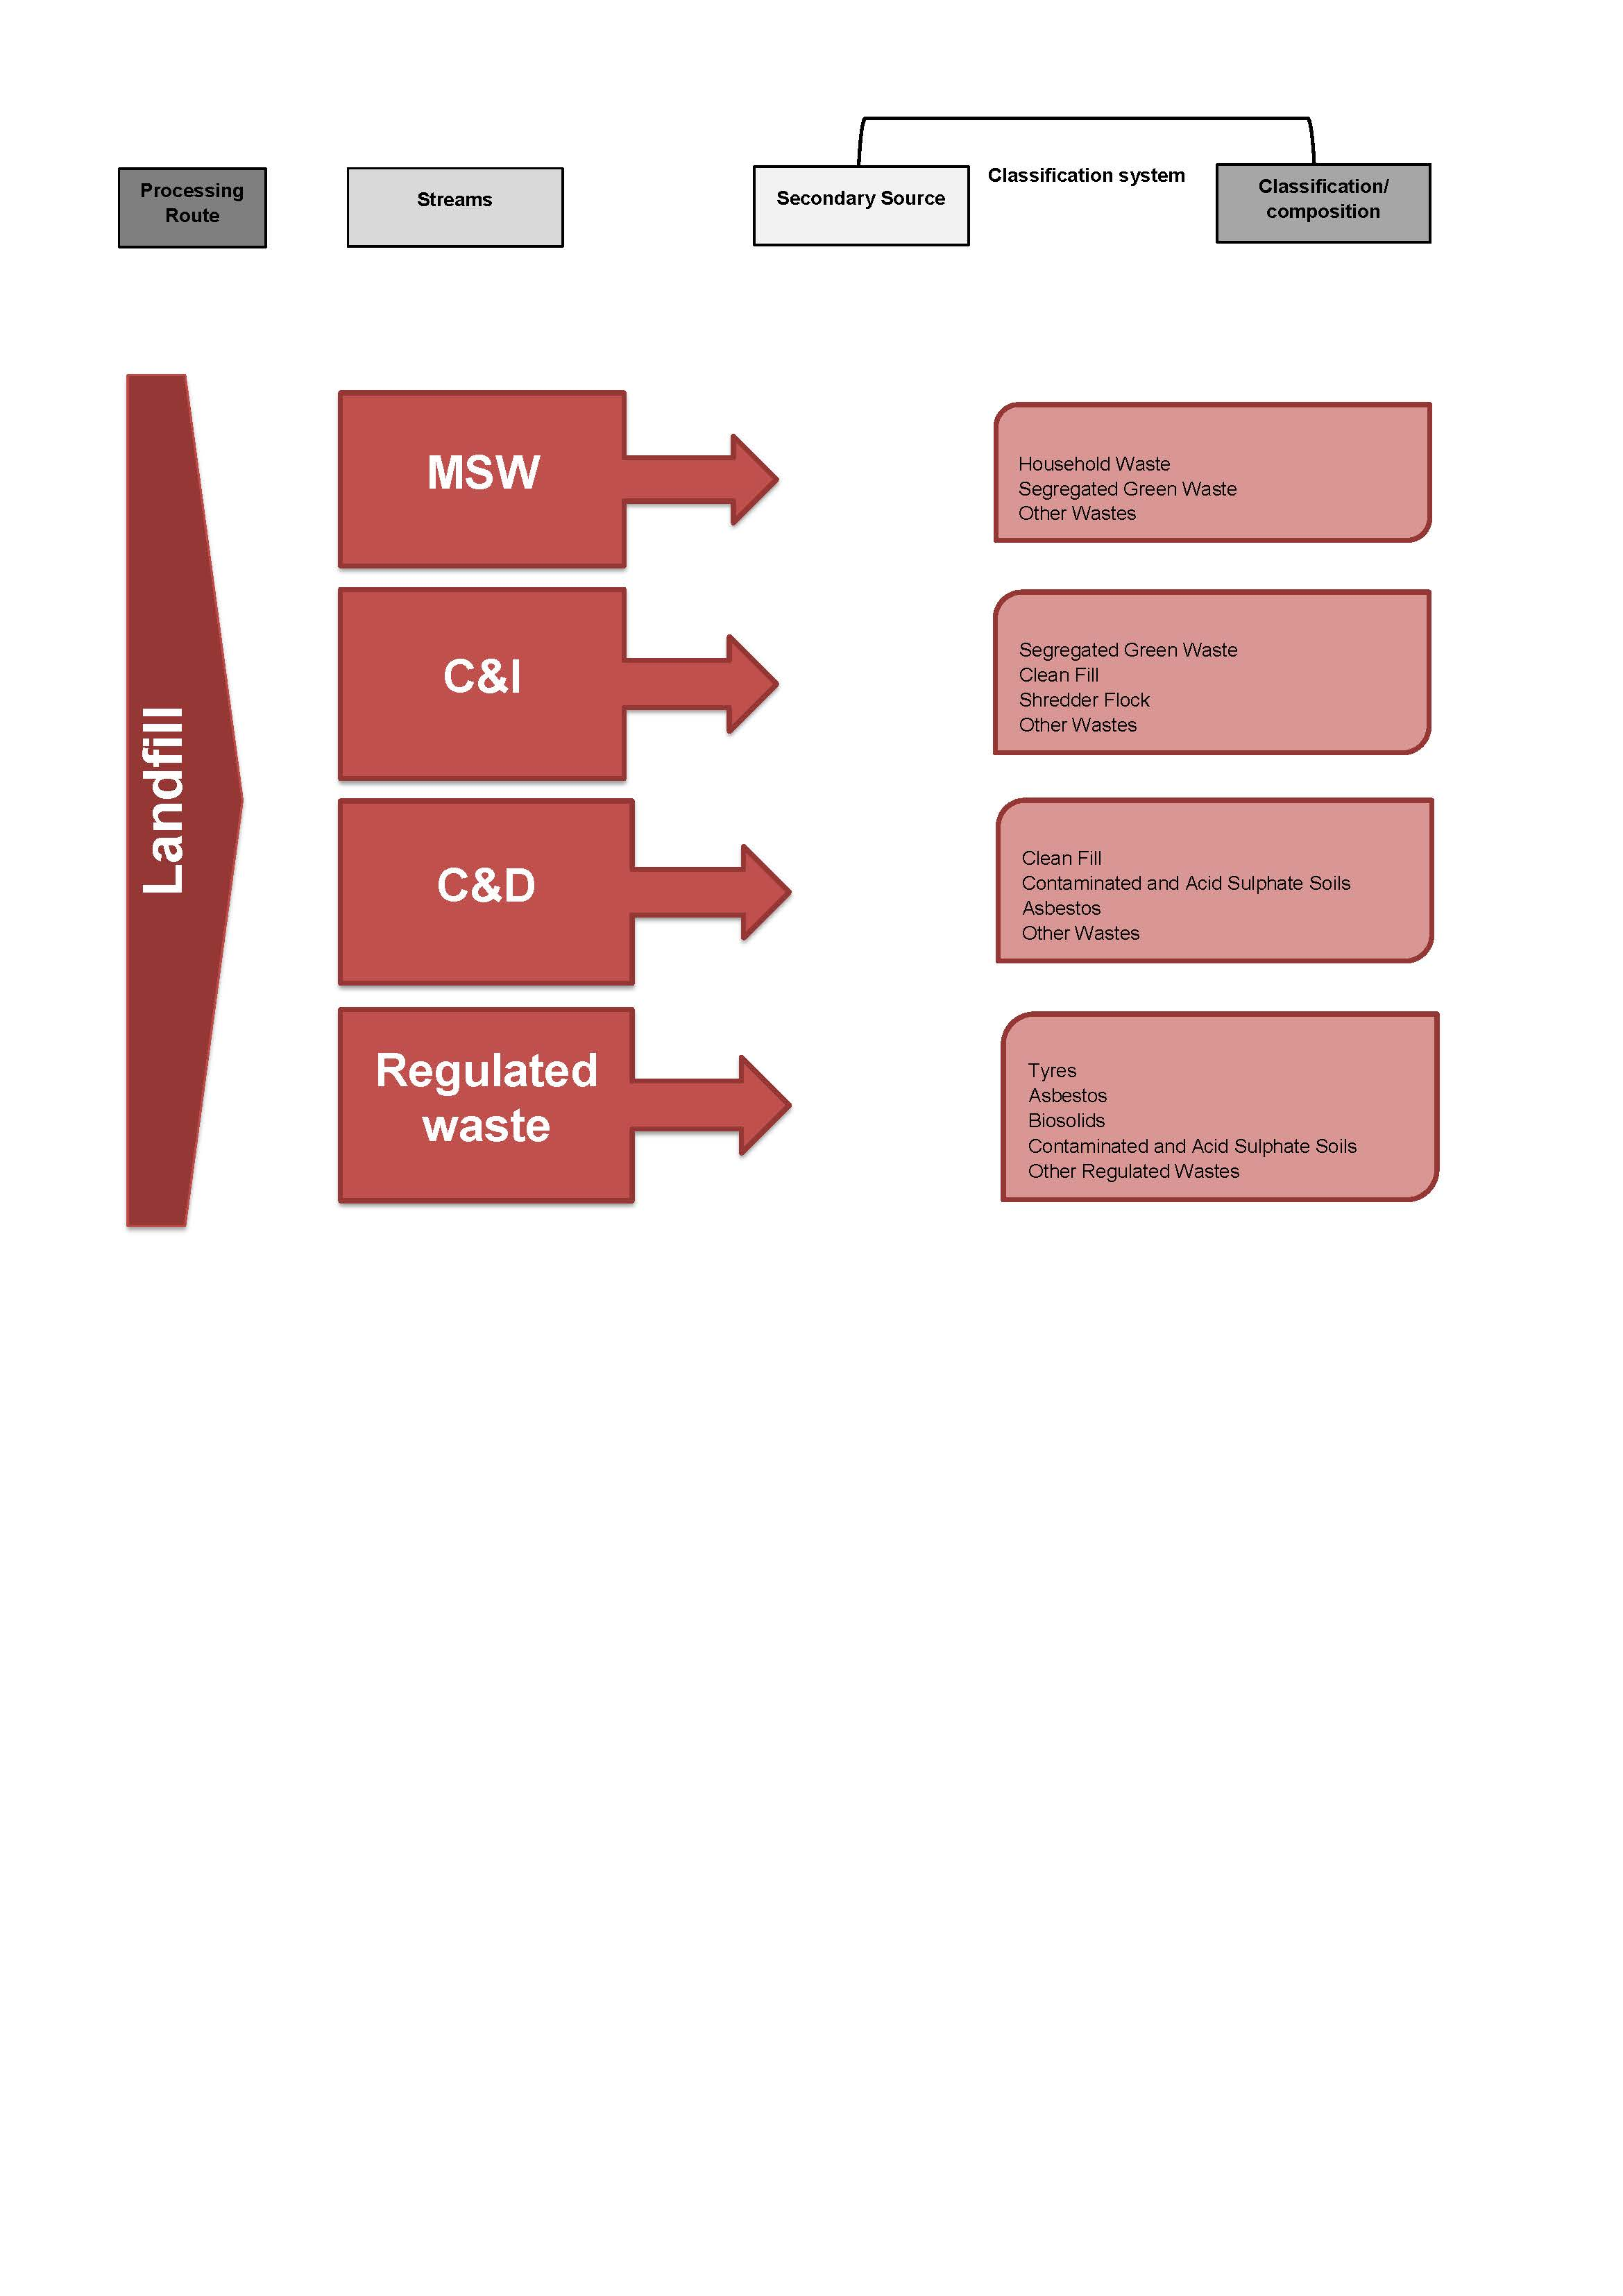 Processing
Route
Streams
Secondary Source
Classification system
Classification/
composition
Landfill
MSW
Household Waste
Segregated Green Waste
Other Wastes
C&I
Segregated Green Waste
Clean Fill
Shredder Flock
Other Wastes
C&D
Clean Fill
Contaminated and Acid Sulphate Soils
Asbestos
Other Wastes
Regulated
waste
Tyres
Asbestos
Biosolids
Contaminated and Acid Sulphate Soils
Other Regulated Wastes